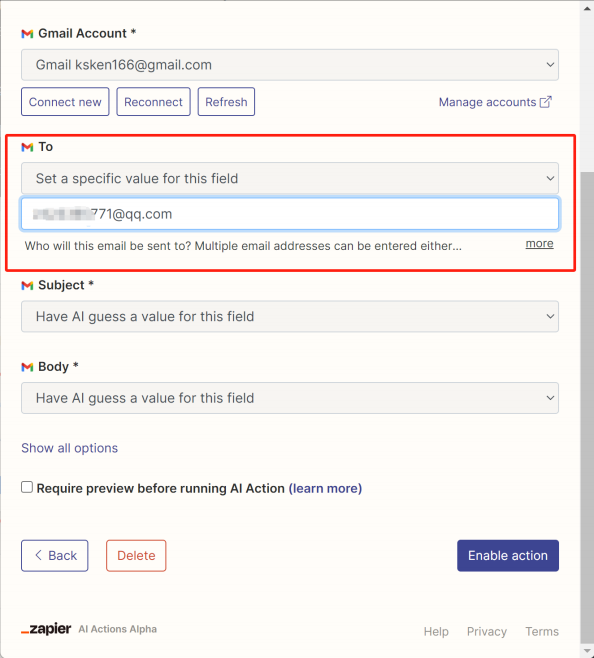 Gmail Account *
Gmail ksken166@gmail.com
Connect new
Reconnect
Refresh
Manage accounts
To
Set a specific value for this field
771@qq.com
Who will this email be sent to? Multiple email addresses can be entered either...
more
Subject *
Have AI guess a value for this field
Body *
Have AI guess a value for this field
Show all options
Require preview before running AI Action (learn more)
Back
Delete
Enable action
zapier AI Actions Alpha
Help
Privacy
Terms